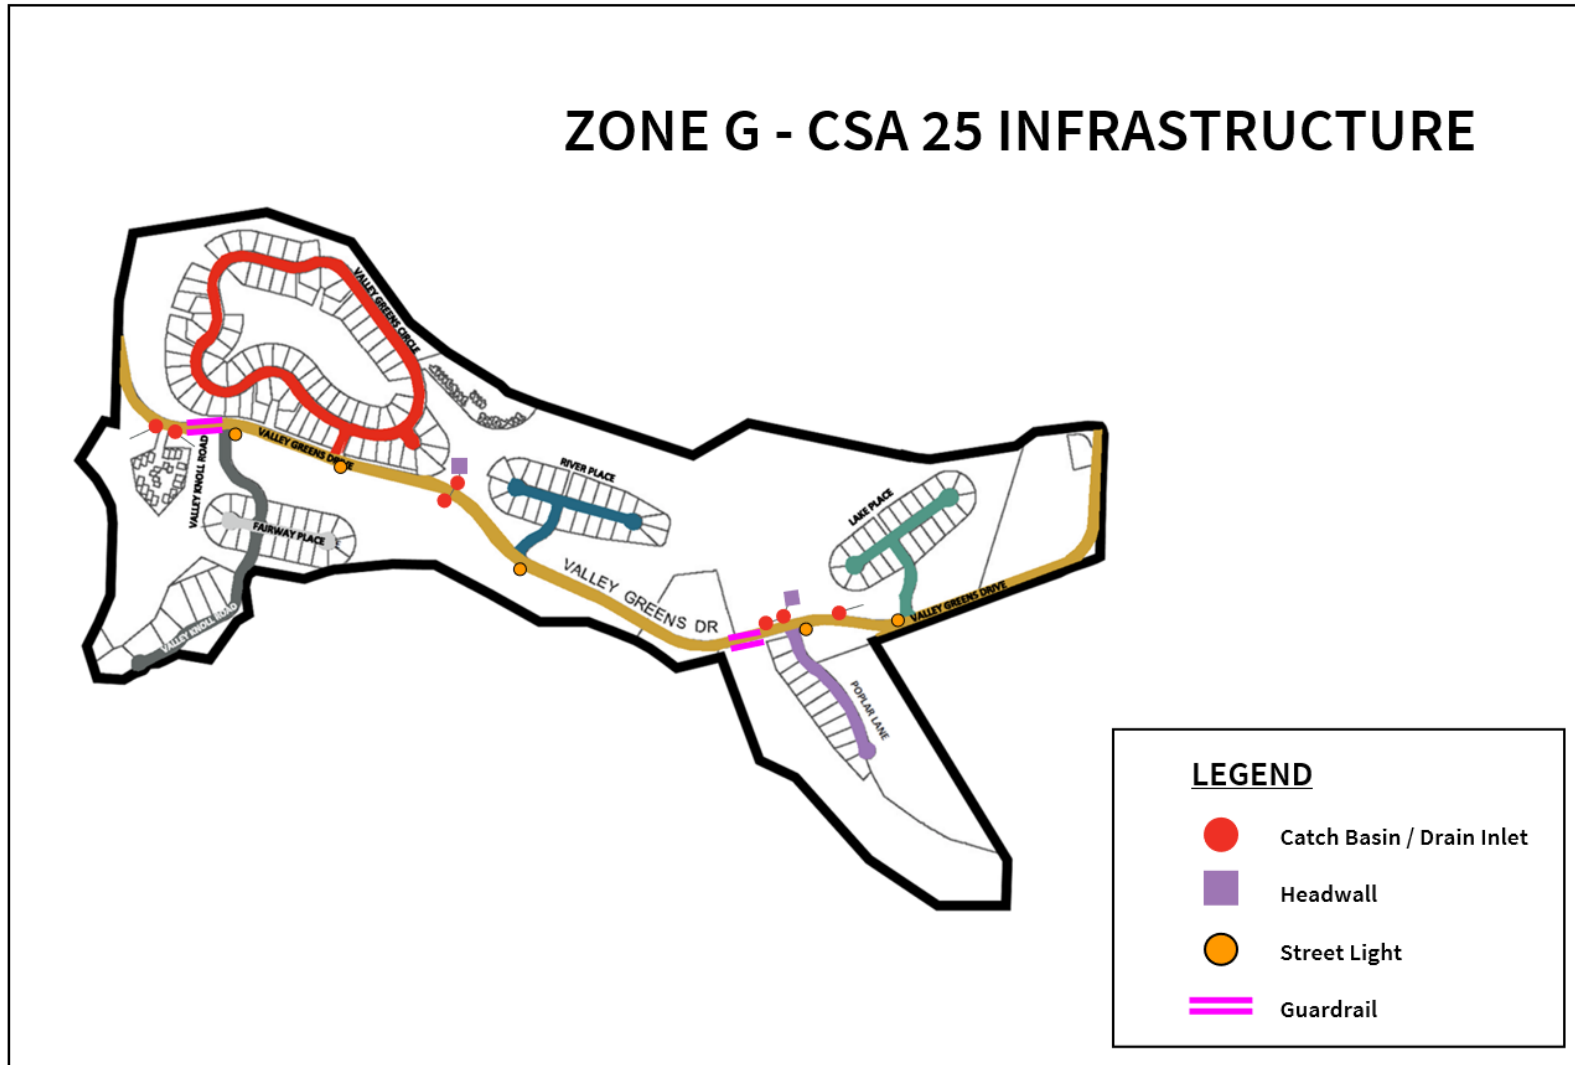 ZONE G - CSA 25 INFRASTRUCTURE
VALLEY GREENS CIRCLE
VALLEY GREENS DRIVE
VALLEY KNOLL ROAD
RIVER PLACE
LAKE PLACE
FAIRWAY PLACE
VALLEY GREENS DR
VALLEY GREENS DRIVE
VALLEY KNOLL ROAD
POPLAR LANE
LEGEND
Catch Basin / Drain Inlet
Headwall
Street Light
Guardrail